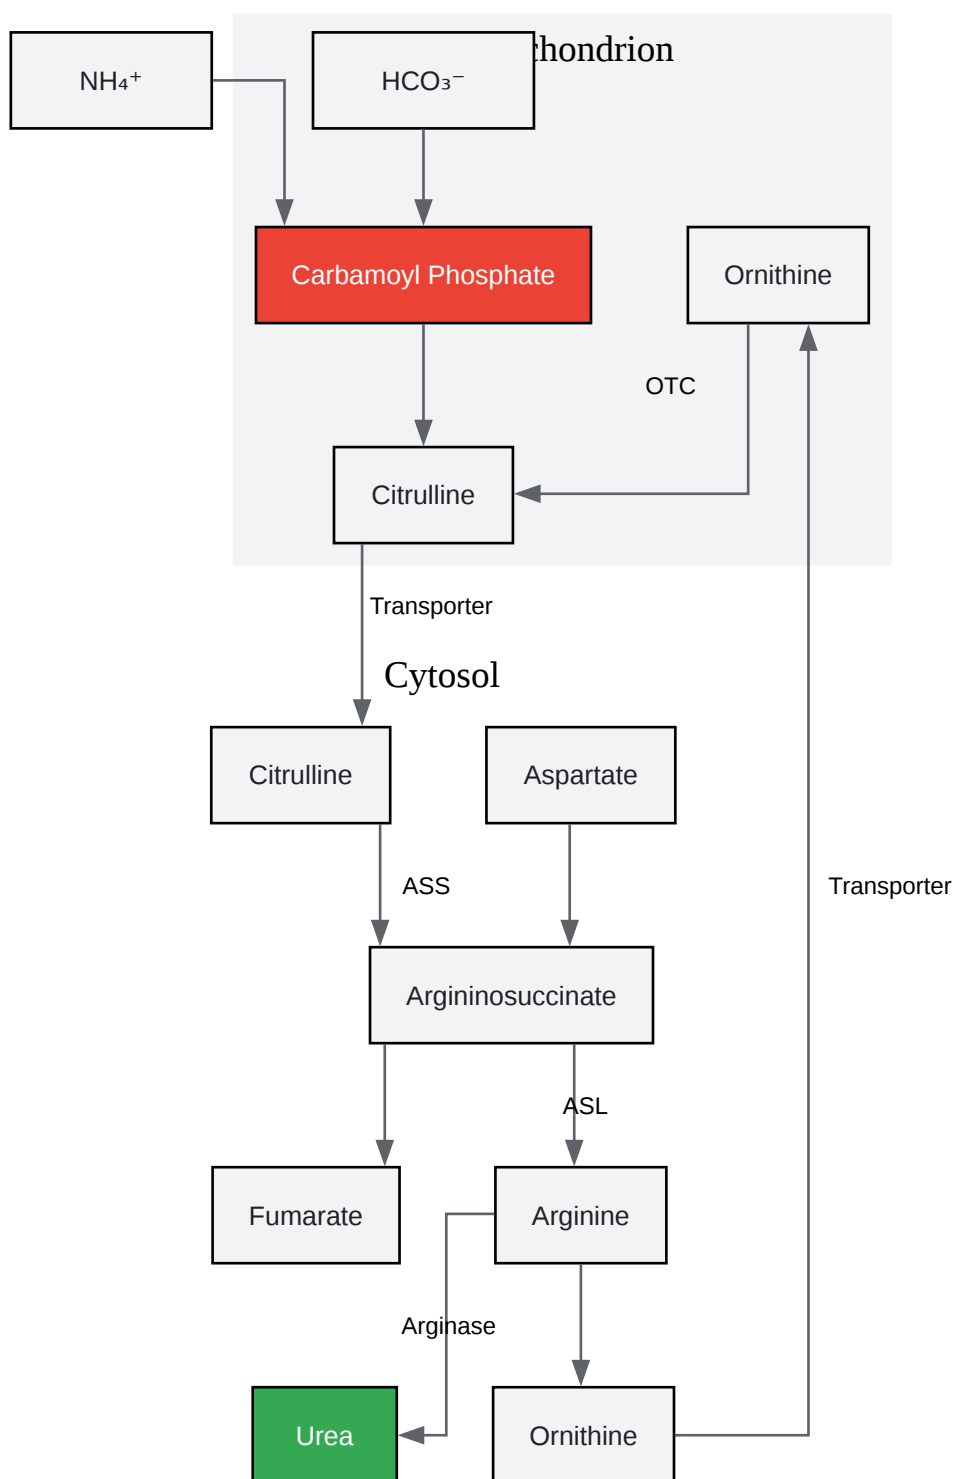 chondrion
NH₄⁺
HCO₃⁻
Carbamoyl Phosphate
Ornithine
OTC
Citrulline
Transporter
Cytosol
Citrulline
Aspartate
ASS
Transporter
Argininosuccinate
ASL
Fumarate
Arginine
Arginase
Urea
Ornithine